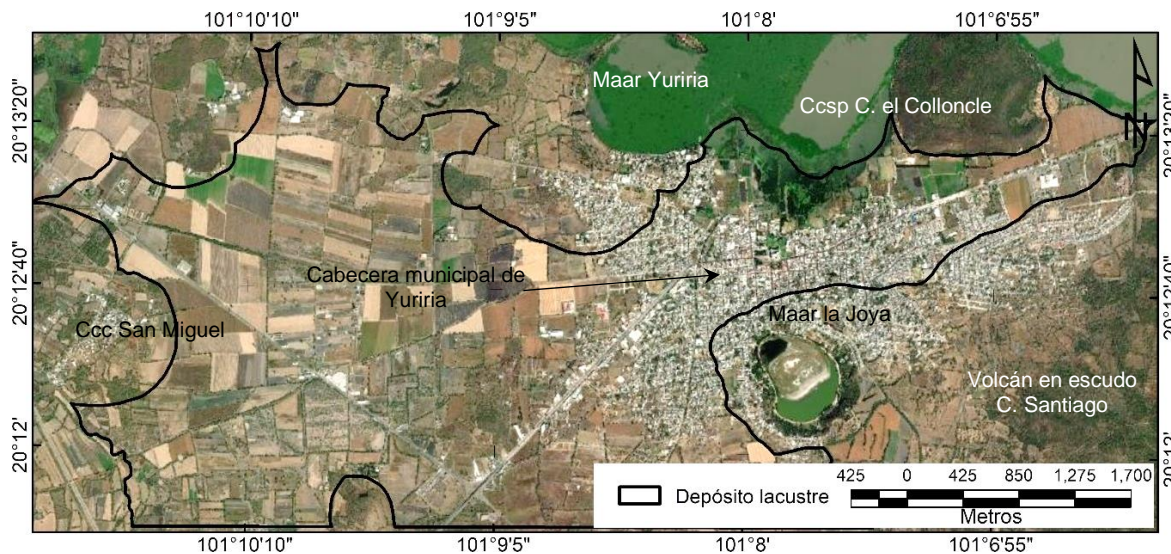 101°10'10" 101°9'5" 101°8' 101°6'55"
20°13'20"
20°12'40"
20°12'
Maar Yuriria
Ccsp C. el Colloncle
N
20°13'20"
Cabecera municipal de
Yuriria
20°12'40"
Ccc San Miguel
Maar la Joya
Volcán en escudo
C. Santiago
20°12'
Depósito lacustre
425 0 425 850 1,275 1,700
Metros
101°10'10" 101°9'5" 101°8' 101°6'55"